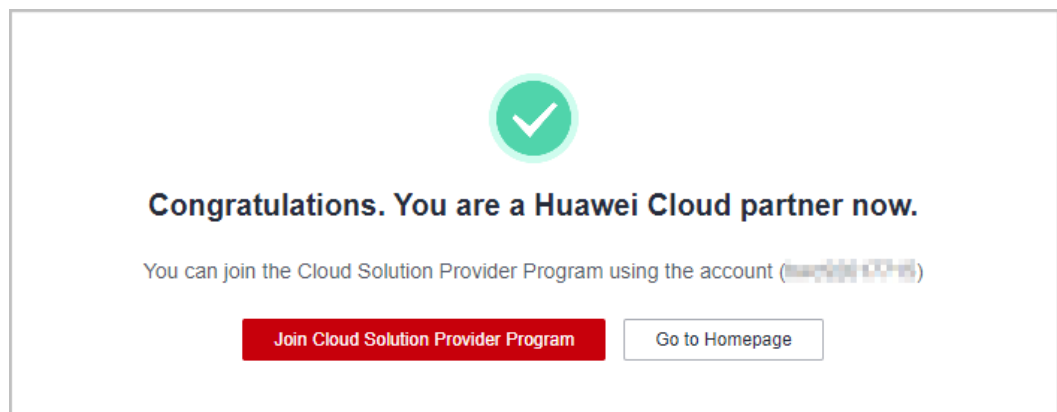 Congratulations. You are a Huawei Cloud partner now.
You can join the Cloud Solution Provider Program using the account ( )
Join Cloud Solution Provider Program
Go to Homepage